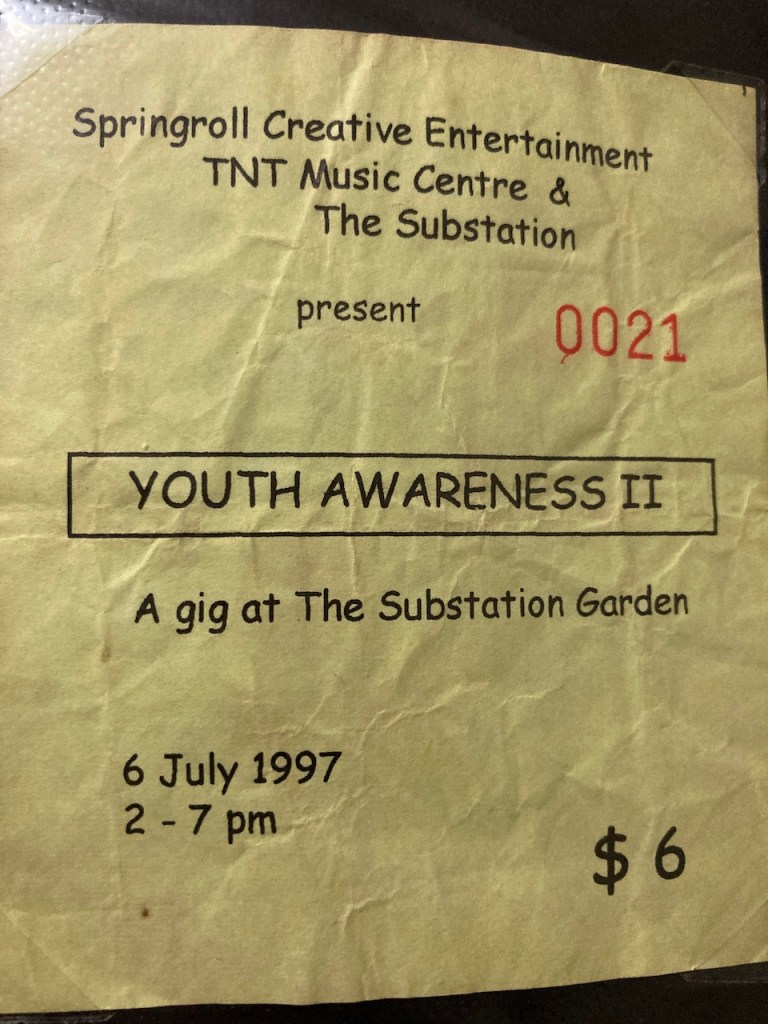 Springroll Creative Entertainment
TNT Music Centre &
The Substation
present
0021
YOUTH AWARENESS II
A gig at The Substation Garden
6 July 1997
2 - 7 pm
$ 6